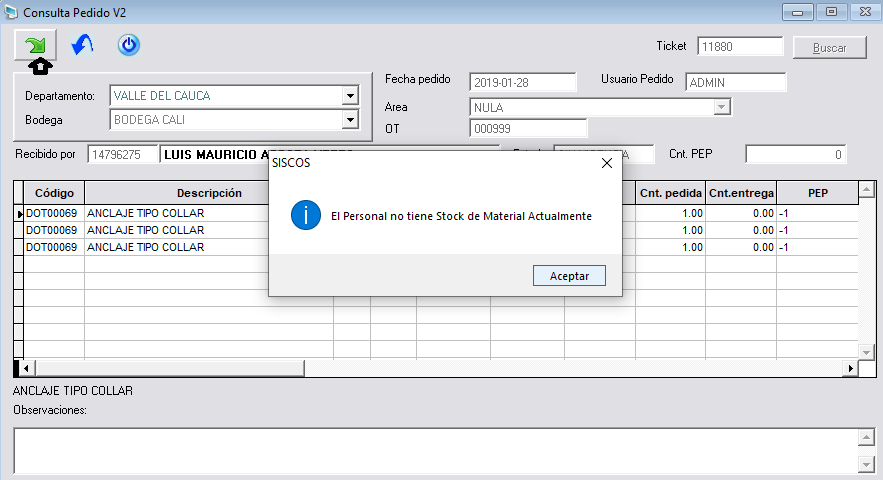 Consulta Pedido V2
Ticket 11880 Buscar
Departamento: VALLE DEL CAUCA
Bodega BODEGA CALI
Fecha pedido 2019-01-28 Usuario Pedido ADMIN
Area NULA
OT 000999
Recibido por 14796275 LUIS MAURICIO Cnt. PEP 0
SISCOS
El Personal no tiene Stock de Material Actualmente
Aceptar
Código Descripción Cnt. pedida Cnt.entrega PEP
DOT00069 ANCLAJE TIPO COLLAR 1.00 0.00 -1
DOT00069 ANCLAJE TIPO COLLAR 1.00 0.00 -1
DOT00069 ANCLAJE TIPO COLLAR 1.00 0.00 -1
ANCLAJE TIPO COLLAR
Observaciones: